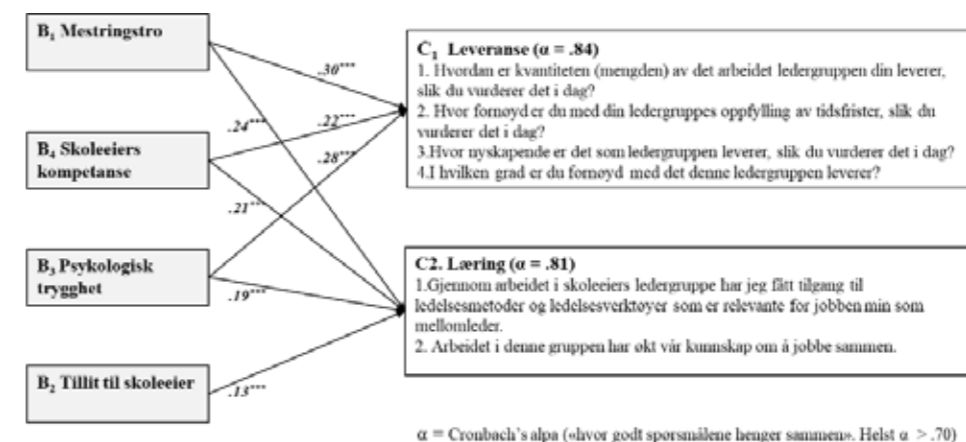 B₁ Mestringstro
B₄ Skoleeiers
kompetanse
B₃ Psykologisk
trygghet
B₂ Tillit til skoleeier
.30***
.22***
.24***
.28***
.21***
.19***
.13***
C₁ Leveranse (α = .84)
1. Hvordan er kvantiteten (mengden) av det arbeidet ledergruppen din leverer,
slik du vurderer det i dag?
2. Hvor fornøyd er du med din ledergruppes oppfylling av tidsfrister, slik du
vurderer det i dag?
3.Hvor nyskapende er det som ledergruppen leverer, slik du vurderer det i dag?
4.I hvilken grad er du fornøyd med det denne ledergruppen leverer?
C2. Læring (α = .81)
1.Gjennom arbeidet i skoleeiers ledergruppe har jeg fått tilgang til
ledelsesmetoder og ledelsesverktøyer som er relevante for jobben min som
mellomleder.
2. Arbeidet i denne gruppen har økt vår kunnskap om å jobbe sammen.
α = Cronbach's alpa («hvor godt spørsmålene henger sammen». Helst α > .70)